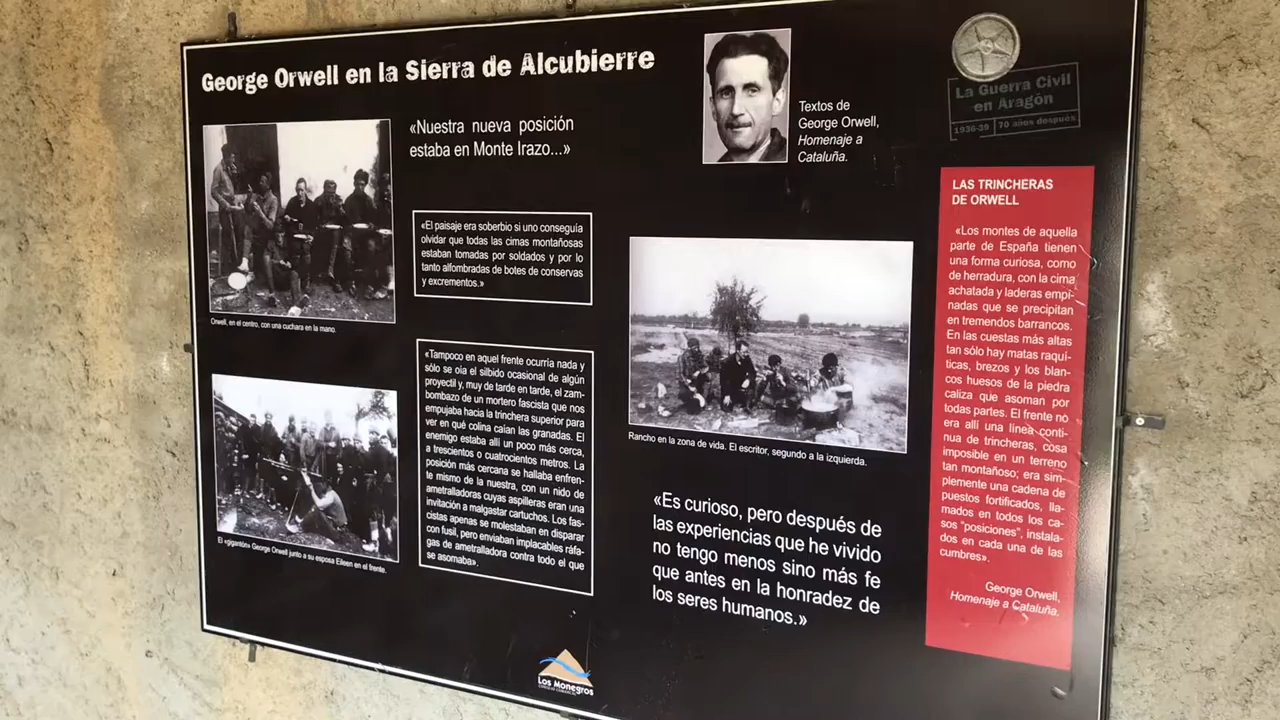 George Orwell en la Sierra de Alcubierre
«Nuestra nueva posición
estaba en Monte Irazo...»
Textos de
George Orwell,
Homenaje a
Cataluña.
La Guerra Civil
en Aragón
1936-39 70 años después
Orwell, en el centro, con una cuchara en la mano.
«El paisaje era soberbio si uno conseguía
olvidar que todas las cimas montañosas
estaban tomadas por soldados y por lo
tanto alfombradas de botes de conservas
y excrementos.»
El «gigantón» George Orwell junto a su esposa Eileen en el frente.
«Tampoco en aquel frente ocurría nada y
sólo se oía el silbido ocasional de algún
proyectil y, muy de tarde en tarde, el zam-
bombazo de un mortero fascista que nos
empujaba hacia la trinchera superior para
ver en qué colina caían las granadas. El
enemigo estaba allí un poco más cerca,
a trescientos o cuatrocientos metros. La
posición más cercana se hallaba enfren-
te mismo de la nuestra, con un nido de
ametralladoras cuyas aspilleras eran una
invitación a malgastar cartuchos. Los fas-
cistas apenas se molestaban en disparar
con fusil, pero enviaban implacables ráfa-
gas de ametralladora contra todo el que
se asomaba».
Rancho en la zona de vida. El escritor, segundo a la izquierda.
«Es curioso, pero después de
las experiencias que he vivido
no tengo menos sino más fe
que antes en la honradez de
los seres humanos.»
LAS TRINCHERAS
DE ORWELL
«Los montes de aquella
parte de España tienen
una forma curiosa, como
de herradura, con la cima
achatada y laderas empi-
nadas que se precipitan
en tremendos barrancos.
En las cuestas más altas
tan sólo hay matas raquí-
ticas, brezos y los blan-
cos huesos de la piedra
caliza que asoman por
todas partes. El frente no
era allí una línea conti-
nua de trincheras, cosa
imposible en un terreno
tan montañoso; era sim-
plemente una cadena de
puestos fortificados, lla-
mados en todos los ca-
sos "posiciones", instala-
dos en cada una de las
cumbres».
George Orwell,
Homenaje a Cataluña.
Los Monegros